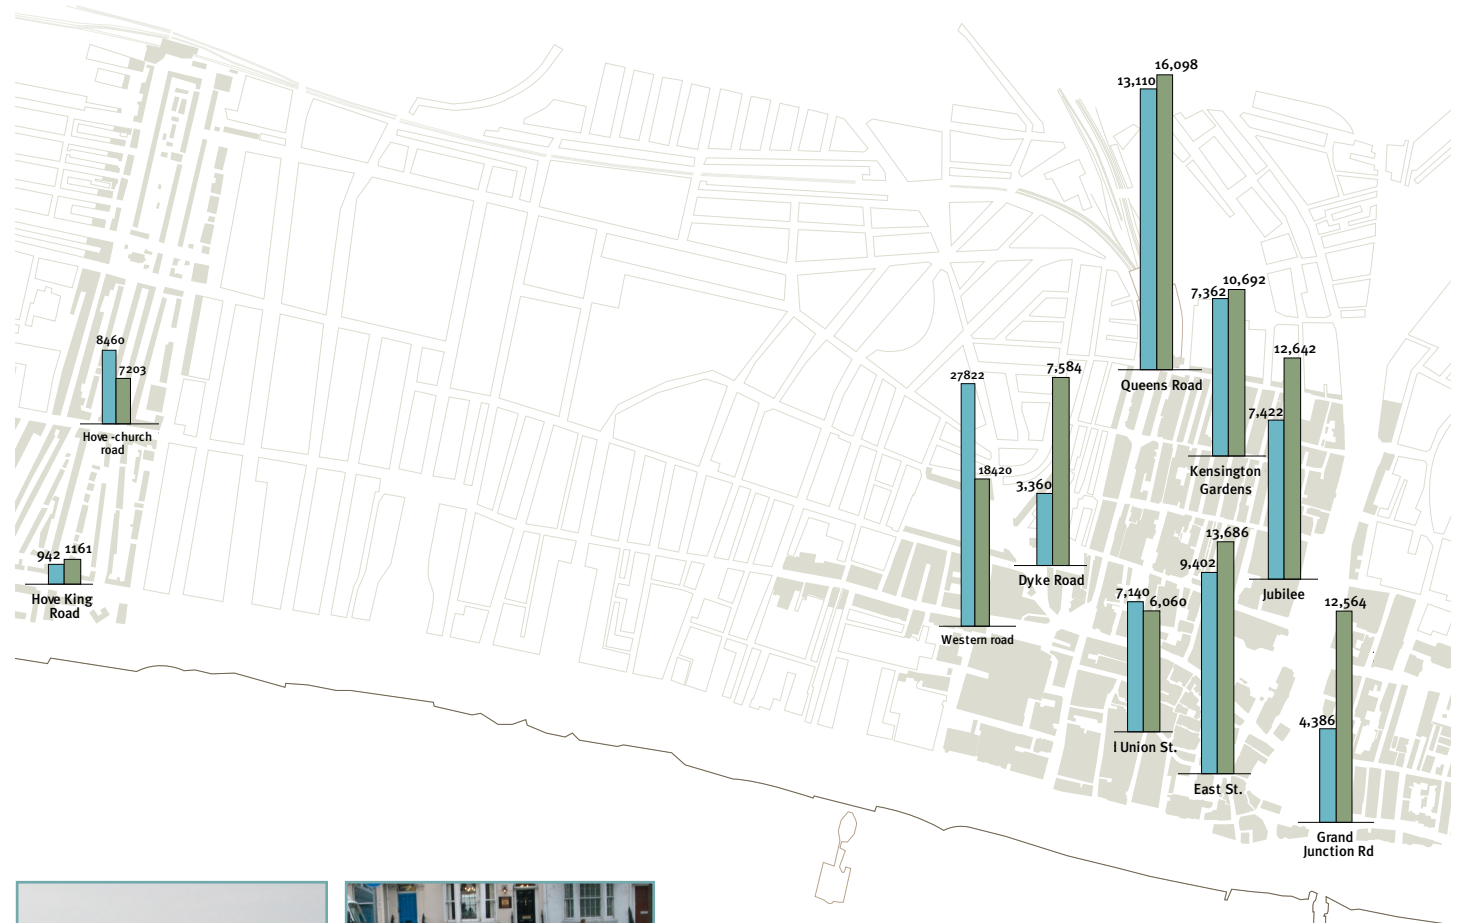 8460
7203
Hove -church
road
942
1161
Hove King
Road
27822
18420
Western road
3,360
7,584
Dyke Road
13,110
16,098
Queens Road
7,362
10,692
Kensington
Gardens
7,422
12,642
Jubilee
7,140
6,060
l Union St.
9,402
13,686
East St.
4,386
12,564
Grand
Junction Rd